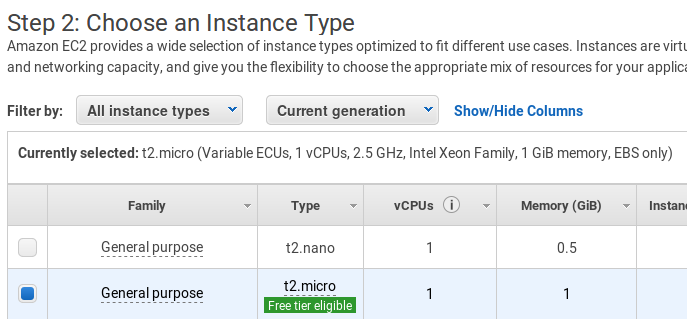 Step 2: Choose an Instance Type
Amazon EC2 provides a wide selection of instance types optimized to fit different use cases. Instances are virtu
and networking capacity, and give you the flexibility to choose the appropriate mix of resources for your applica
Filter by: All instance types Current generation Show/Hide Columns
Currently selected: t2.micro (Variable ECUs, 1 vCPUs, 2.5 GHz, Intel Xeon Family, 1 GiB memory, EBS only)
Family Type vCPUs i Memory (GiB) Instanc
General purpose t2.nano 1 0.5
General purpose t2.micro 1 1
Free tier eligible